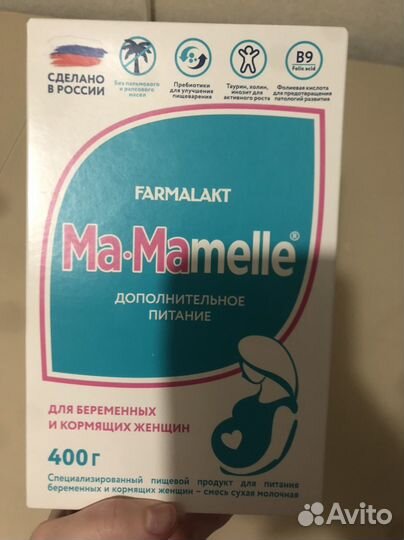 СДЕЛАНО
В РОССИИ
Без пальмового
и рапсового
масел
Пребиотики
для улучшения
пищеварения
Таурин, холин,
инозит для
активного роста
B9
Folic acid
Фолиевая кислота
для предотвращения
патологий развития
FARMALAKT
Ma·Mamelle®
ДОПОЛНИТЕЛЬНОЕ
ПИТАНИЕ
ДЛЯ БЕРЕМЕННЫХ
И КОРМЯЩИХ ЖЕНЩИН
400 г
Специализированный пищевой продукт для питания
беременных и кормящих женщин – смесь сухая молочная
Avito